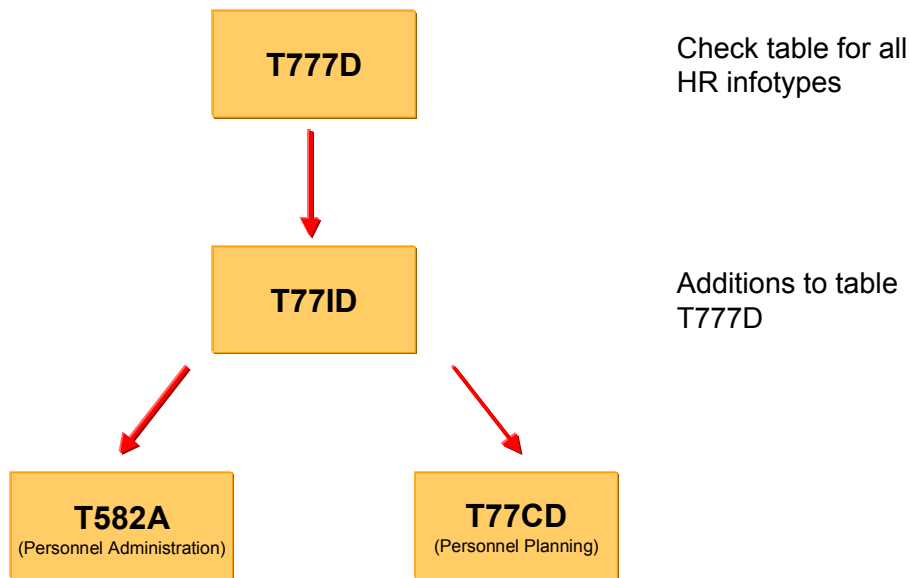 T777D
Check table for all
HR infotypes
T77ID
Additions to table
T777D
T582A
(Personnel Administration)
T77CD
(Personnel Planning)